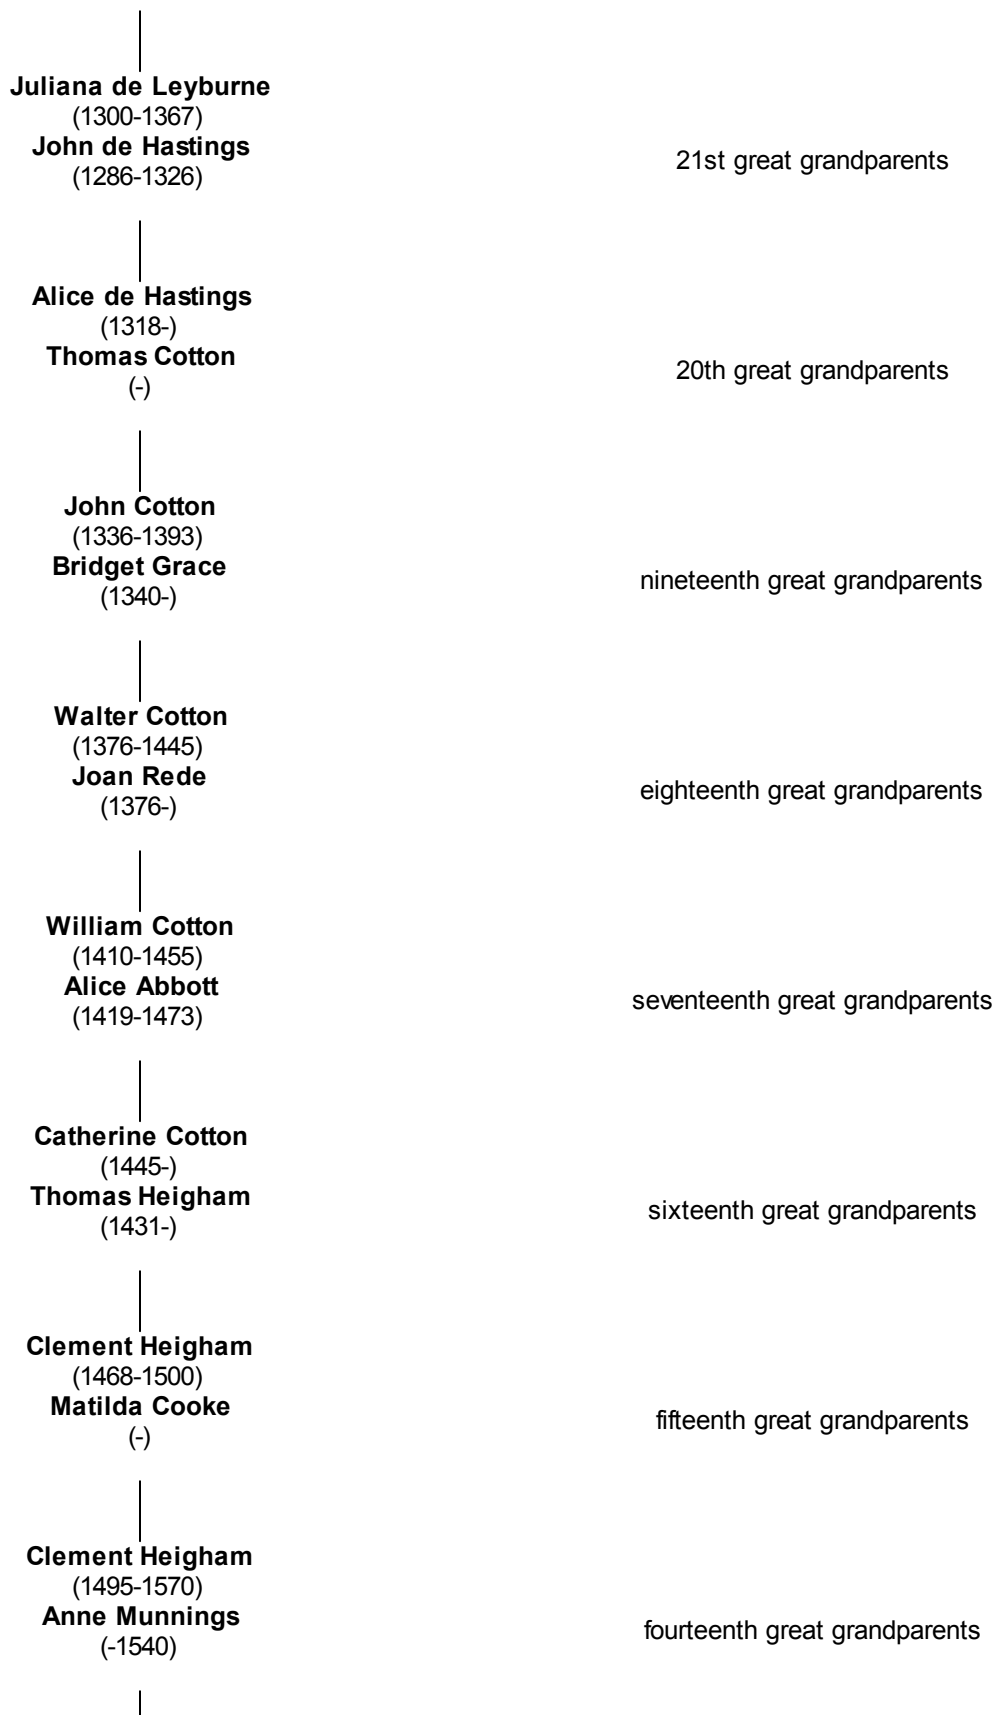 Juliana de Leyburne
(1300-1367)
John de Hastings
(1286-1326)
21st great grandparents
Alice de Hastings
(1318-)
Thomas Cotton
(-)
20th great grandparents
John Cotton
(1336-1393)
Bridget Grace
(1340-)
nineteenth great grandparents
Walter Cotton
(1376-1445)
Joan Rede
(1376-)
eighteenth great grandparents
William Cotton
(1410-1455)
Alice Abbott
(1419-1473)
seventeenth great grandparents
Catherine Cotton
(1445-)
Thomas Heigham
(1431-)
sixteenth great grandparents
Clement Heigham
(1468-1500)
Matilda Cooke
(-)
fifteenth great grandparents
Clement Heigham
(1495-1570)
Anne Munnings
(-1540)
fourteenth great grandparents